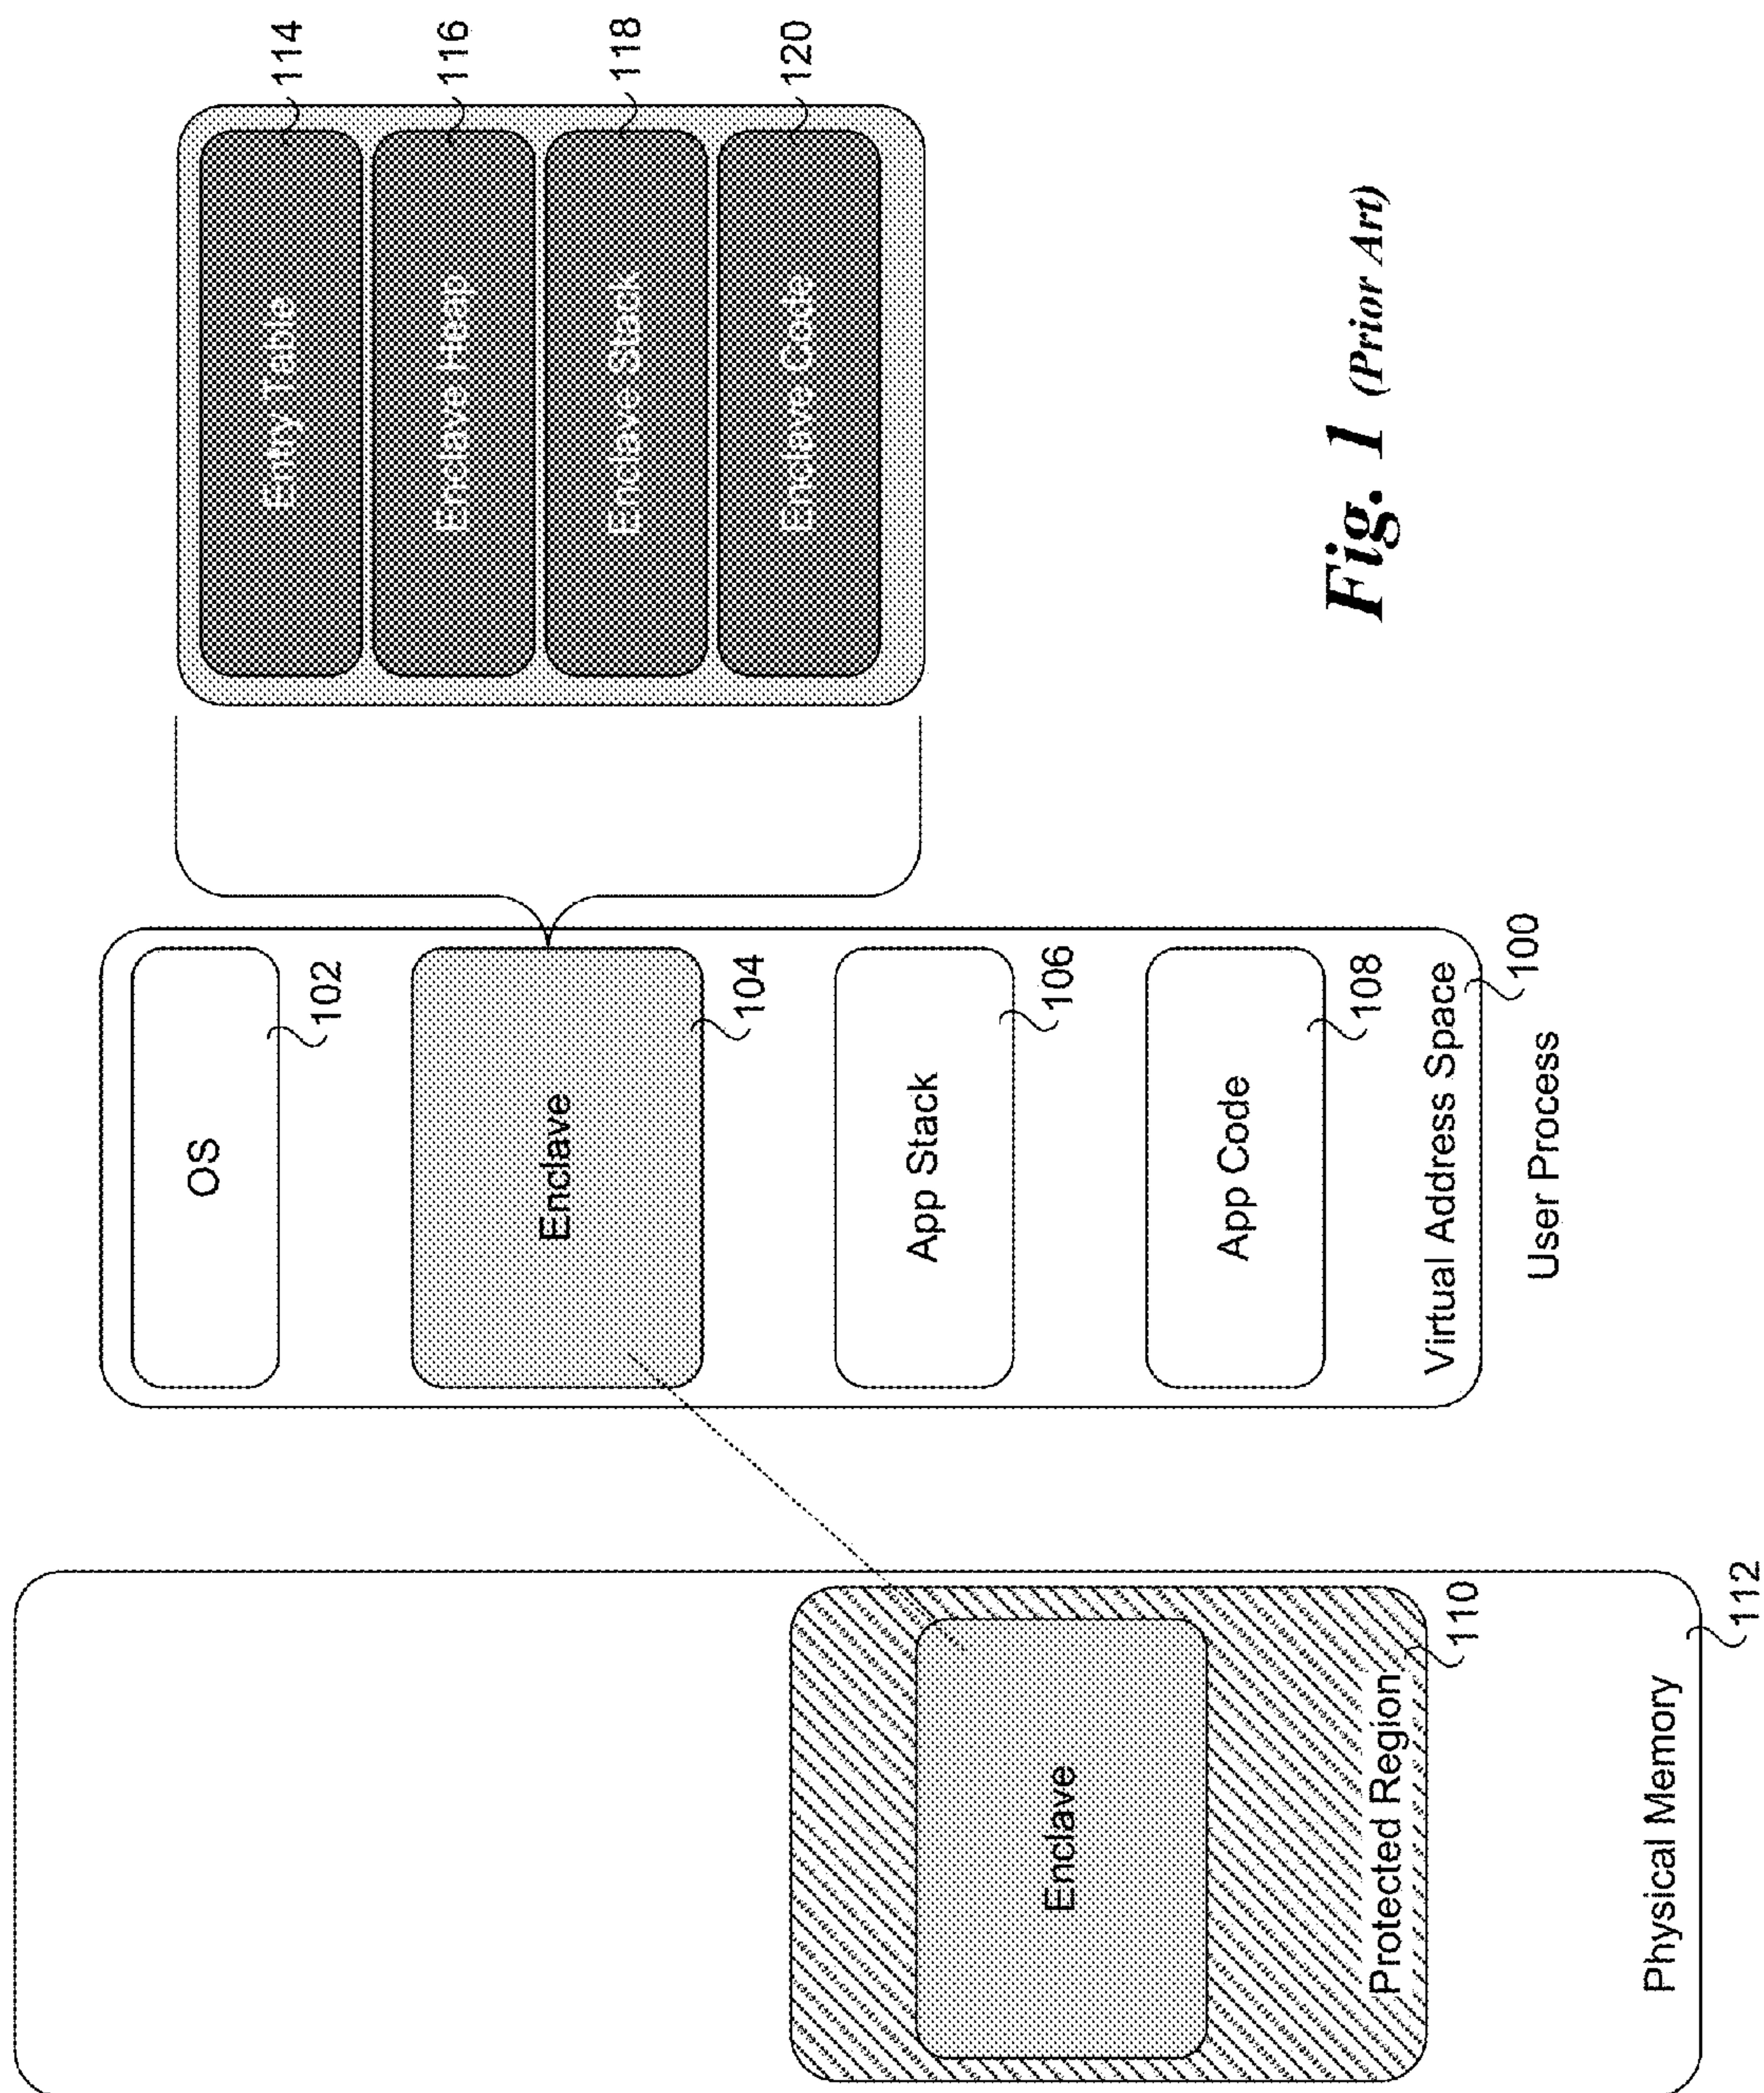 Enclave
Protected Region
110
Physical Memory
112
OS
102
Enclave
104
App Stack
106
App Code
108
Virtual Address Space
100
User Process
Entry Table
114
Enclave Heap
116
Enclave Stack
118
Enclave Code
120
Fig. 1 (Prior Art)